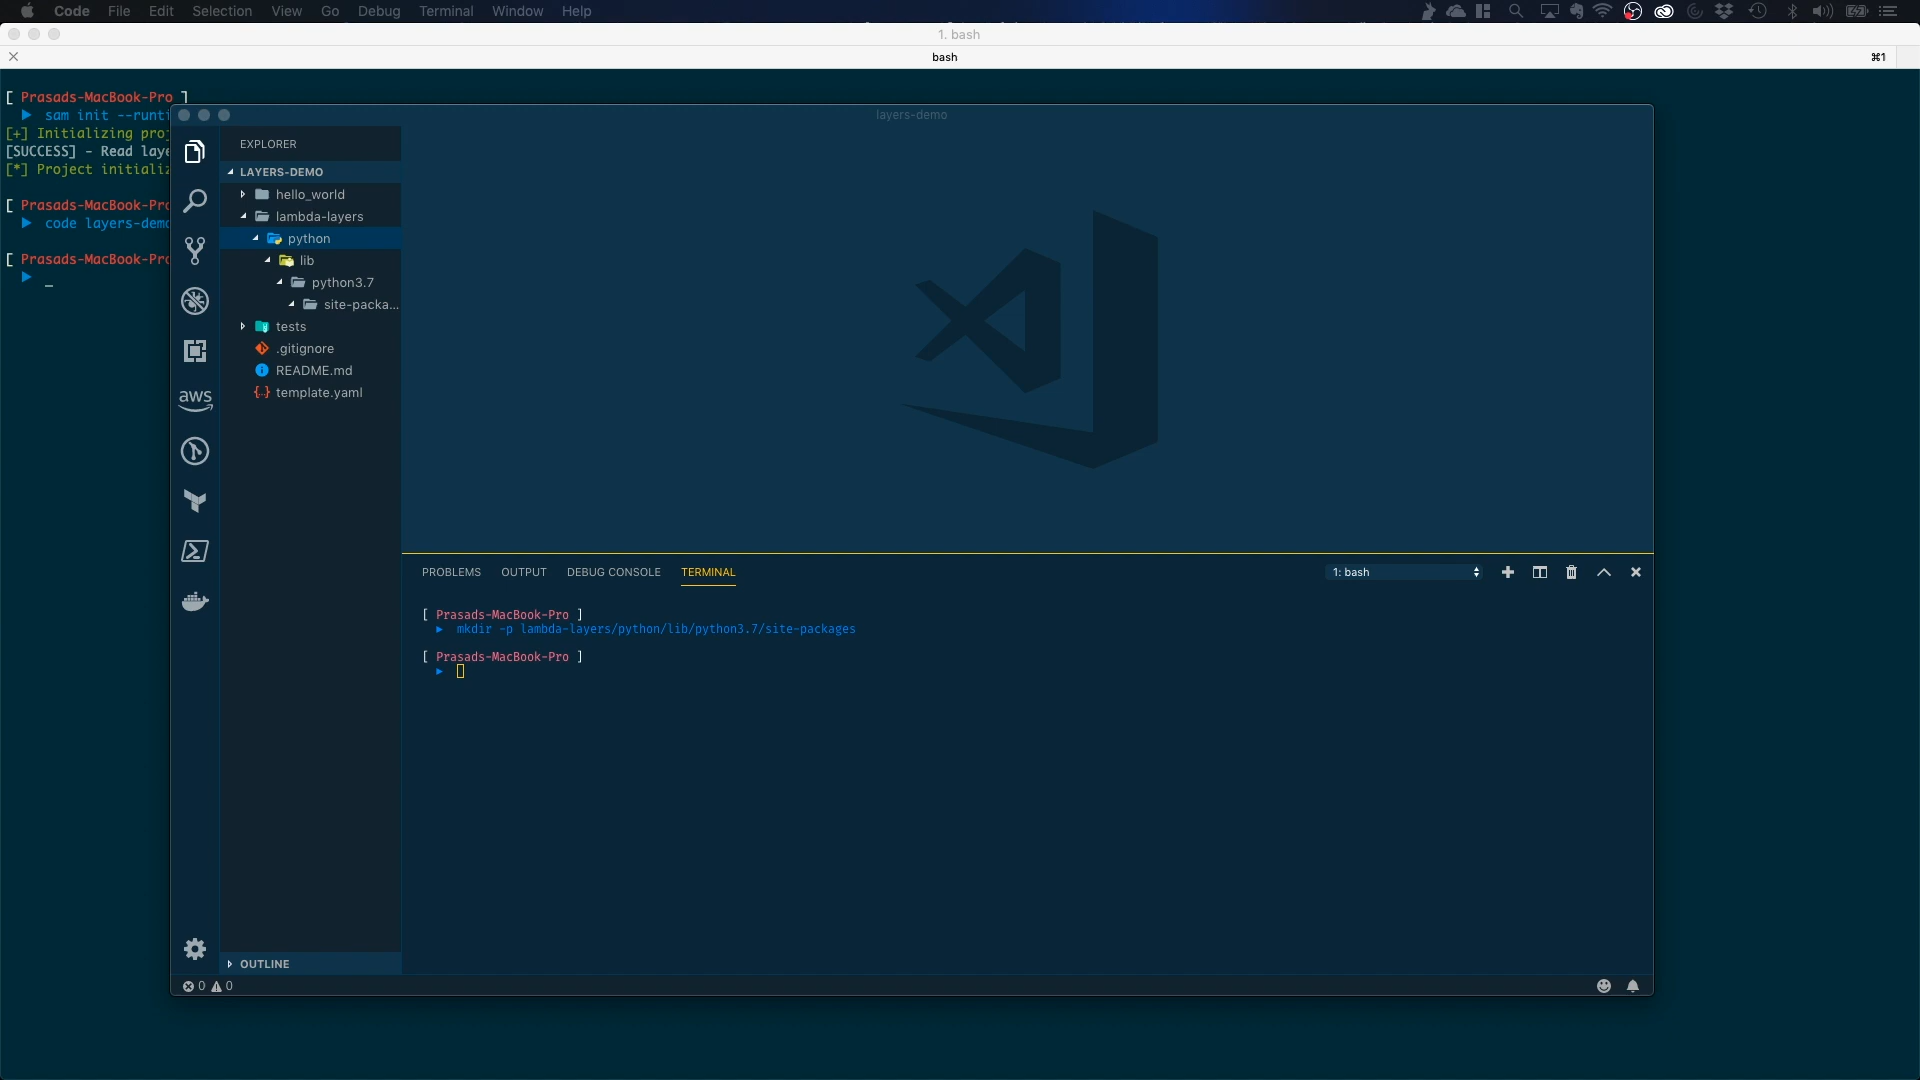 Code File Edit Selection View Go Debug Terminal Window Help
1. bash
bash ⌘1
[ Prasads-MacBook-Pro ]
sam init --runti
[+] Initializing proj
[SUCCESS] - Read laye
[*] Project initializ
[ Prasads-MacBook-Pro
code layers-demo
[ Prasads-MacBook-Pro
layers-demo
EXPLORER
LAYERS-DEMO
hello_world
lambda-layers
python
lib
python3.7
site-packa...
tests
.gitignore
README.md
template.yaml
aws
OUTLINE
PROBLEMS OUTPUT DEBUG CONSOLE TERMINAL 1: bash
[ Prasads-MacBook-Pro ]
mkdir -p lambda-layers/python/lib/python3.7/site-packages
[ Prasads-MacBook-Pro ]
0 0